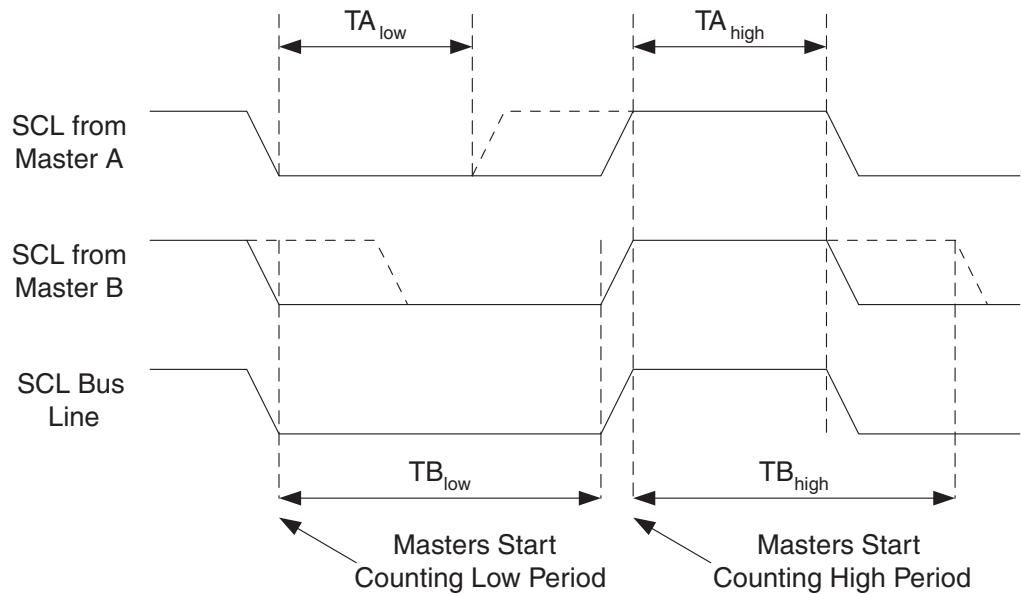 TA low
TA high
SCL from
Master A
SCL from
Master B
SCL Bus
Line
TB low
TB high
Masters Start
Counting Low Period
Masters Start
Counting High Period